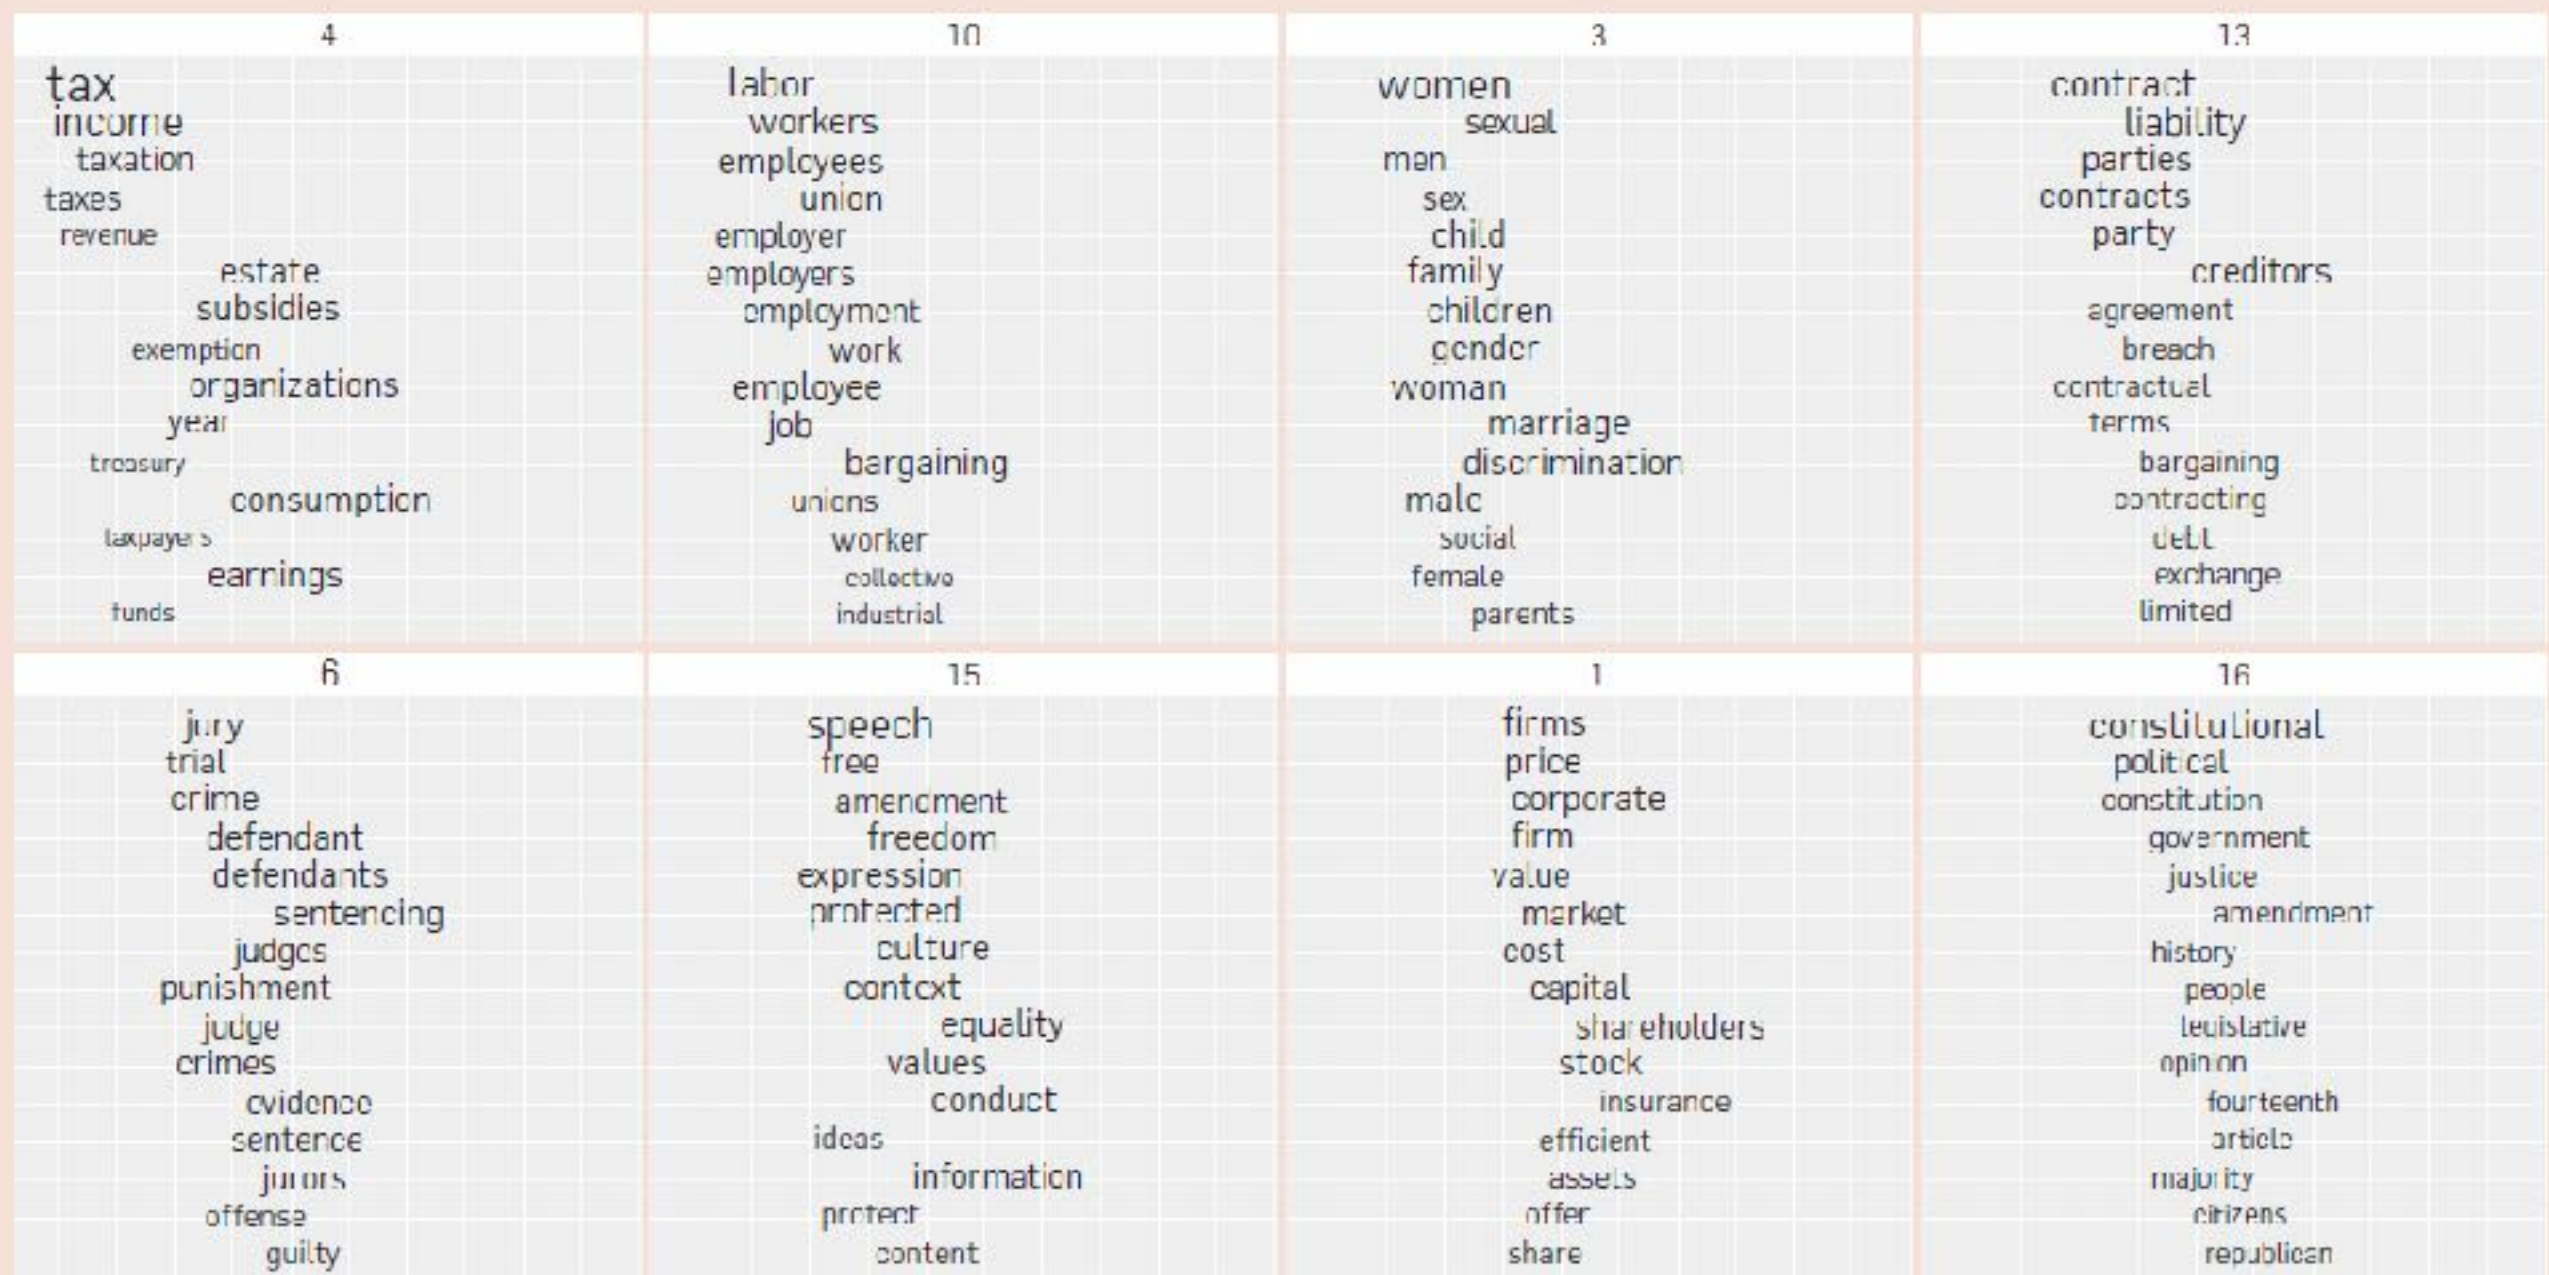 4
tax
income
taxation
taxes
revenue
estate
subsidies
exemption
organizations
year
treasury
consumption
taxpayers
earnings
funds
10
labor
workers
employees
union
employer
employers
employment
work
employee
job
bargaining
unions
worker
collective
industrial
3
women
sexual
men
sex
child
family
children
gender
woman
marriage
discrimination
male
social
female
parents
13
contract
liability
parties
contracts
party
creditors
agreement
breach
contractual
terms
bargaining
contracting
debt
exchange
limited
6
jury
trial
crime
defendant
defendants
sentencing
judges
punishment
judge
crimes
evidence
sentence
jurors
offense
guilty
15
speech
free
amendment
freedom
expression
protected
culture
context
equality
values
conduct
ideas
information
protect
content
1
firms
price
corporate
firm
value
market
cost
capital
shareholders
stock
insurance
efficient
assets
offer
share
16
constitutional
political
constitution
government
justice
amendment
history
people
legislative
opinion
fourteenth
article
majority
citizens
republican